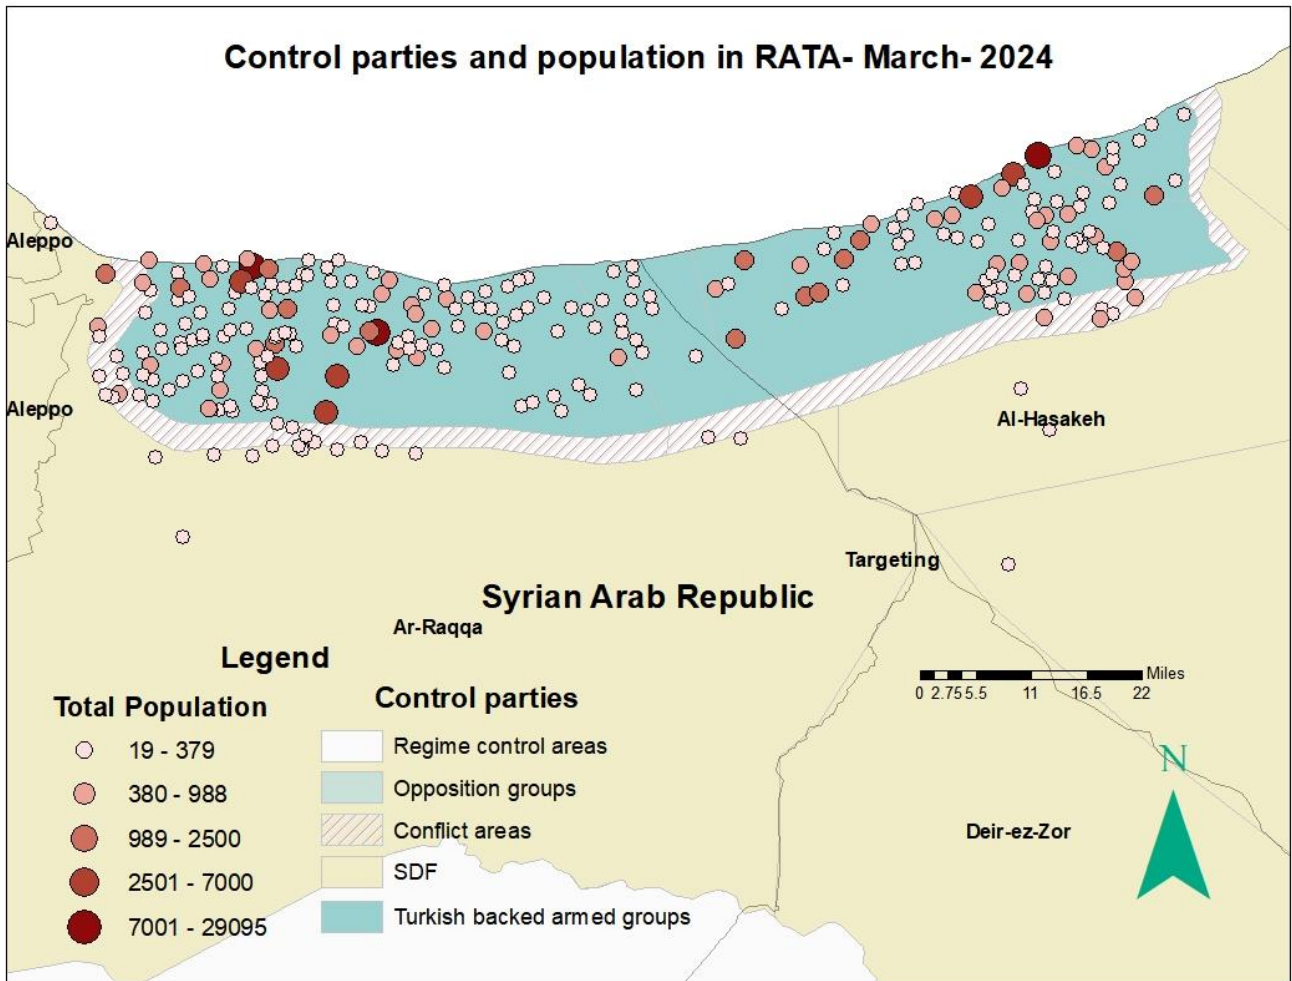 Control parties and population in RATA- March- 2024
Aleppo
Aleppo
Al-Hasakeh
Targeting
Syrian Arab Republic
Ar-Raqqa
Legend
Miles
0 2.75 5.5 11 16.5 22
Total Population
19 - 379
380 - 988
989 - 2500
2501 - 7000
7001 - 29095
Control parties
Regime control areas
Opposition groups
Conflict areas
SDF
Turkish backed armed groups
N
Deir-ez-Zor